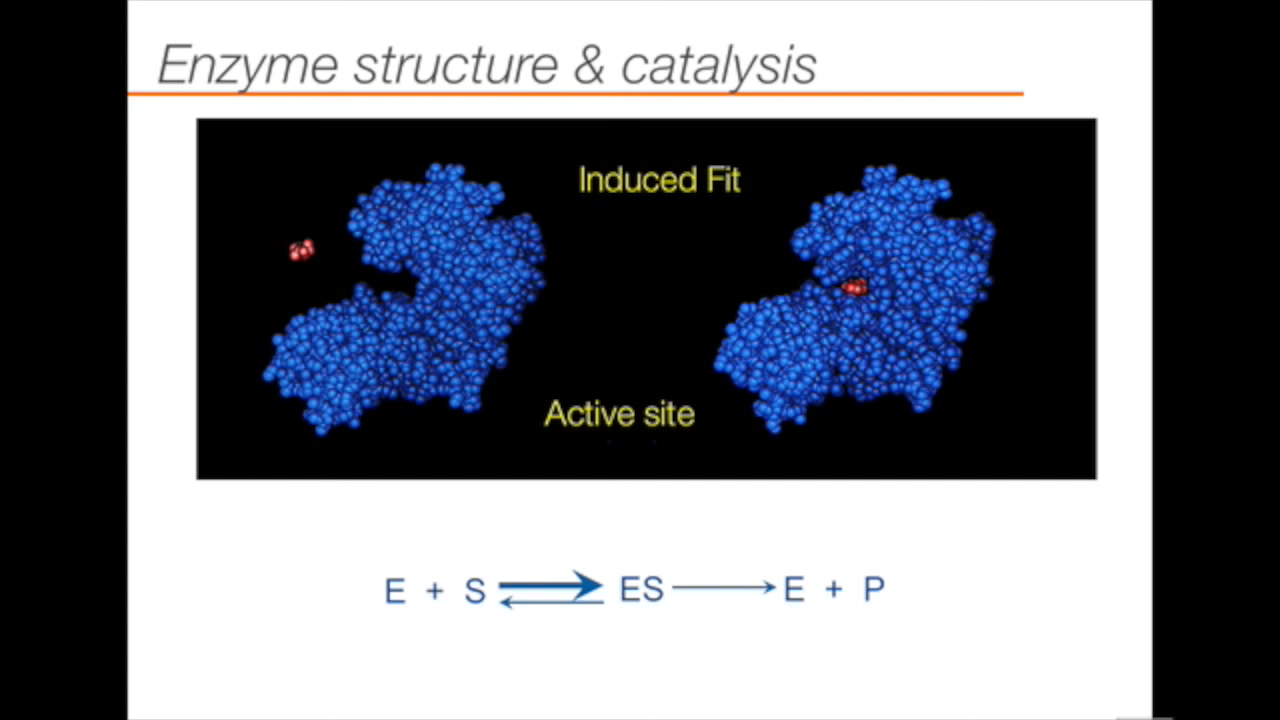 Enzyme structure & catalysis
Induced Fit
Active site
E + S ⇌ ES ⟶ E + P